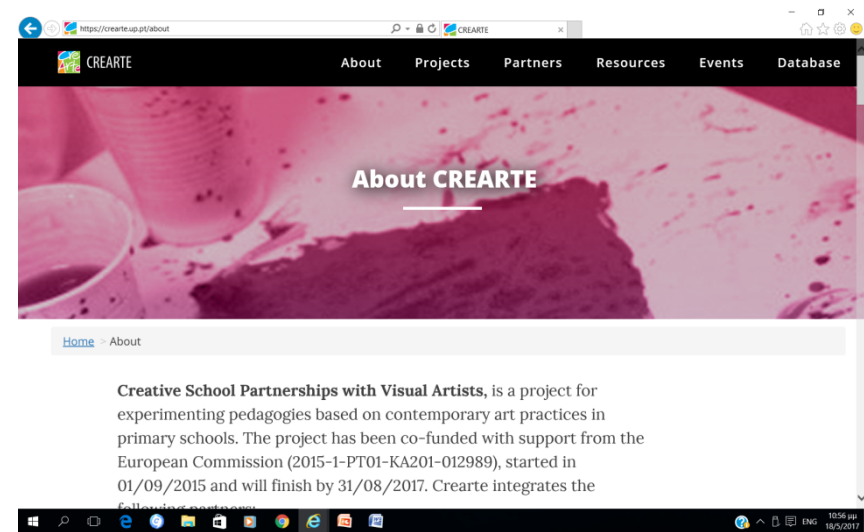 https://crearte.up.pt/about
CREARTE
CREARTE
About Projects Partners Resources Events Database
About CREARTE
Home > About
Creative School Partnerships with Visual Artists, is a project for
experimenting pedagogies based on contemporary art practices in
primary schools. The project has been co-funded with support from the
European Commission (2015-1-PT01-KA201-012989), started in
01/09/2015 and will finish by 31/08/2017. Crearte integrates the
following partners:
ENG
10:56 μμ
18/5/2017